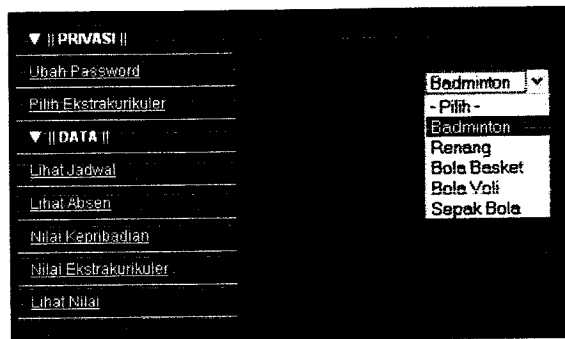 ▼ || PRIVASI ||
Ubah Password
Pilih Ekstrakurikuler
▼ || DATA ||
Lihat Jadwal
Lihat Absen
Nilai Kepribadian
Nilai Ekstrakurikuler
Lihat Nilai
Badminton
- Pilih -
Badminton
Renang
Bola Basket
Bola Voli
Sepak Bola